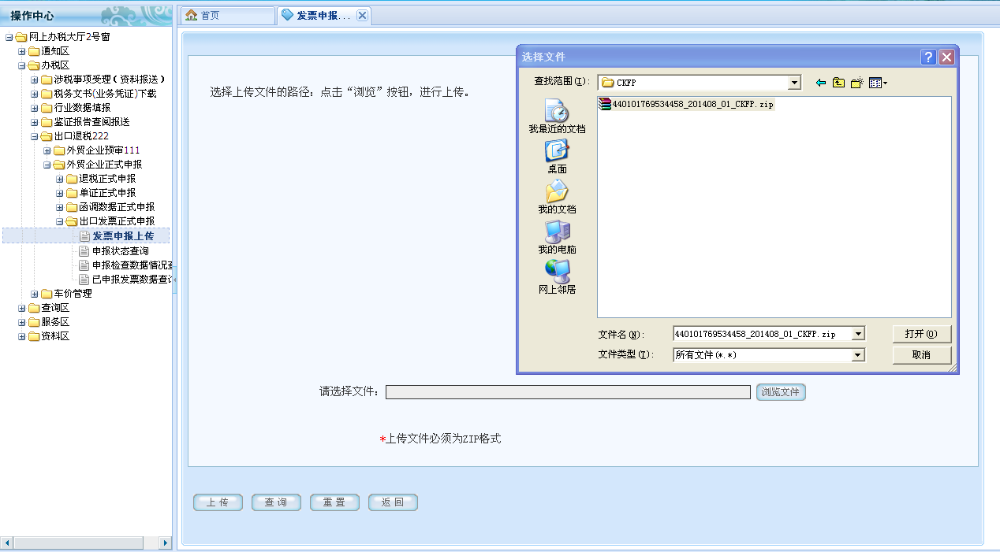 操作中心
网上办税大厅2号窗
通知区
办税区
涉税事项受理(资料报送)
税务文书(业务凭证)下载
行业数据填报
鉴证报告查阅报送
出口退税222
外贸企业预审111
外贸企业正式申报
退税正式申报
单证正式申报
函调数据正式申报
出口发票正式申报
发票申报上传
申报状态查询
申报检查数据情况查
已申报发票数据查询
车价管理
查询区
服务区
资料区
首页
发票申报...
选择上传文件的路径：点击“浏览”按钮，进行上传。
选择文件
查找范围(I):
CKFP
440101769534458_201408_01_CKFP.zip
我最近的文档
桌面
我的文档
我的电脑
网上邻居
文件名(N):
440101769534458_201408_01_CKFP.zip
打开(O)
文件类型(T):
所有文件(*.*)
取消
请选择文件：
浏览文件
*上传文件必须为ZIP格式
上传
查询
重置
返回